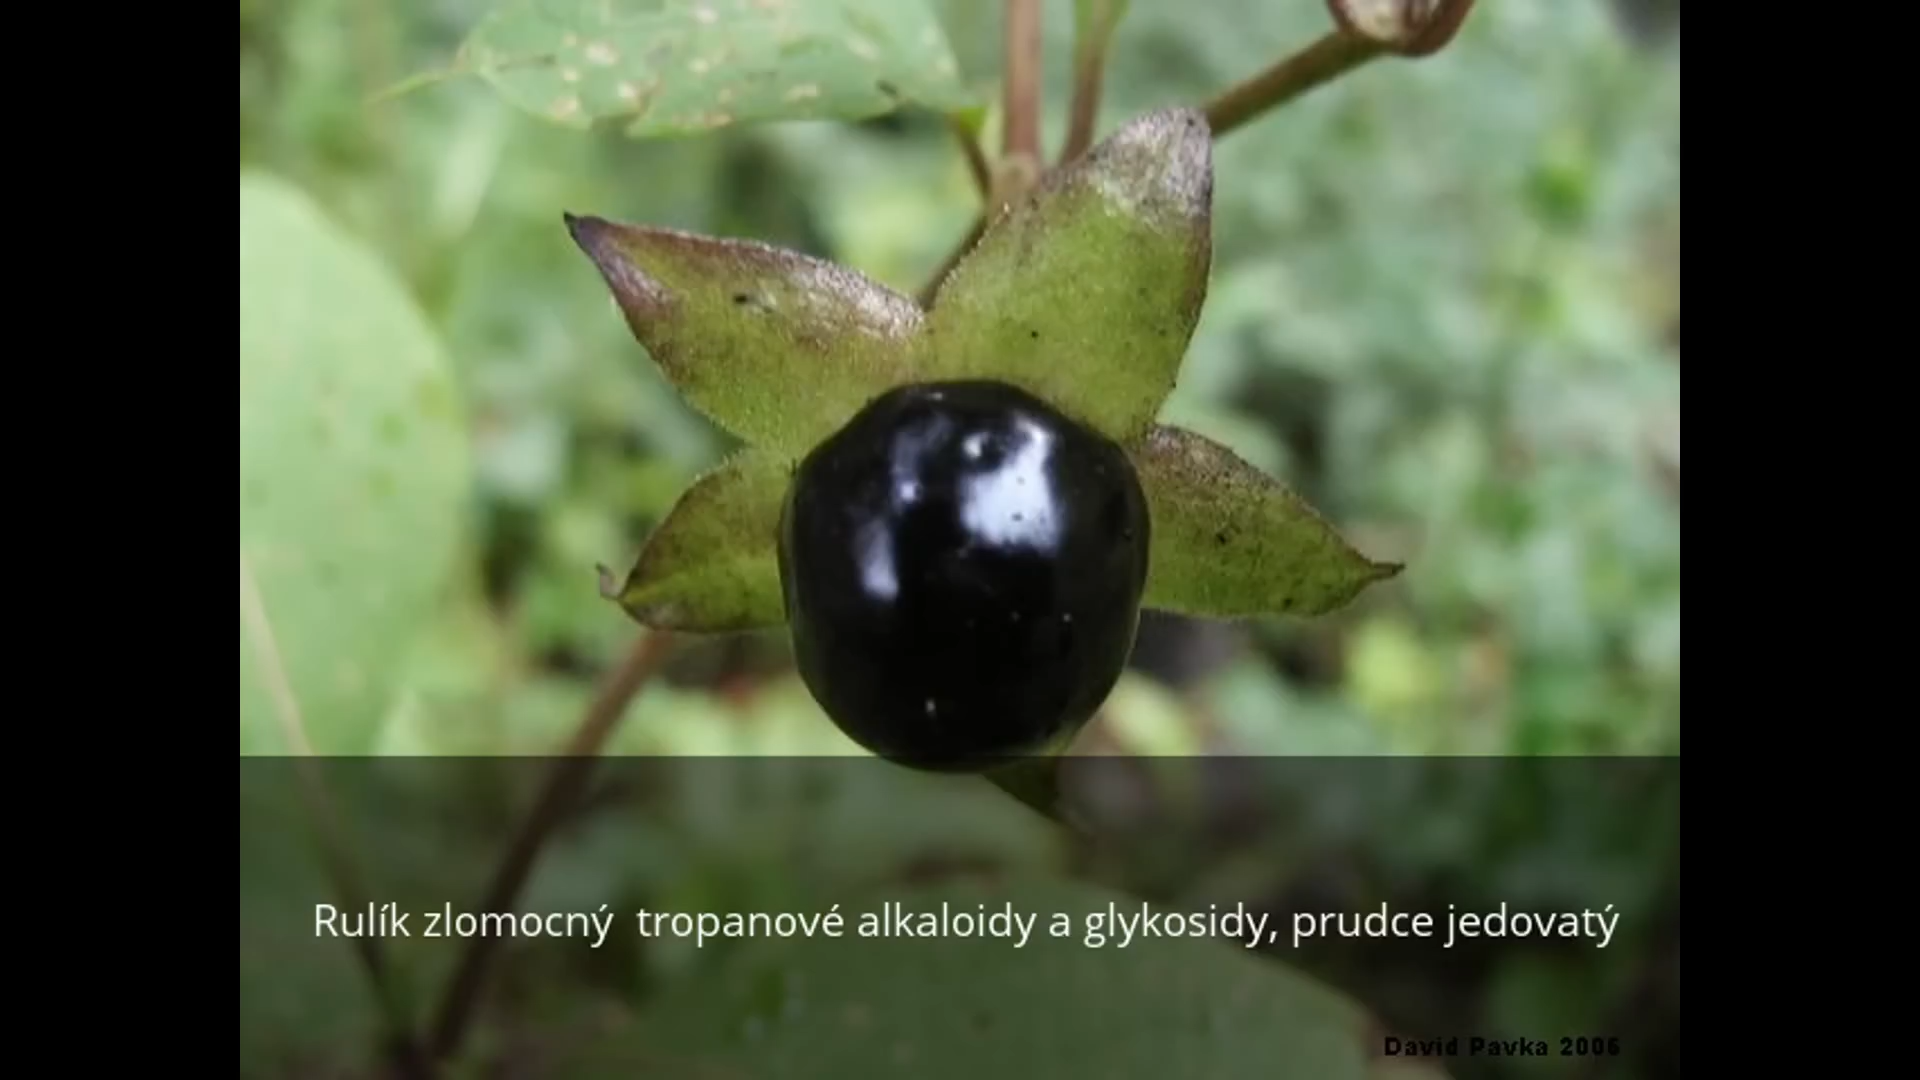 Rulík zlomocný  tropanové alkaloidy a glykosidy, prudce jedovatý
David Pavka 2006